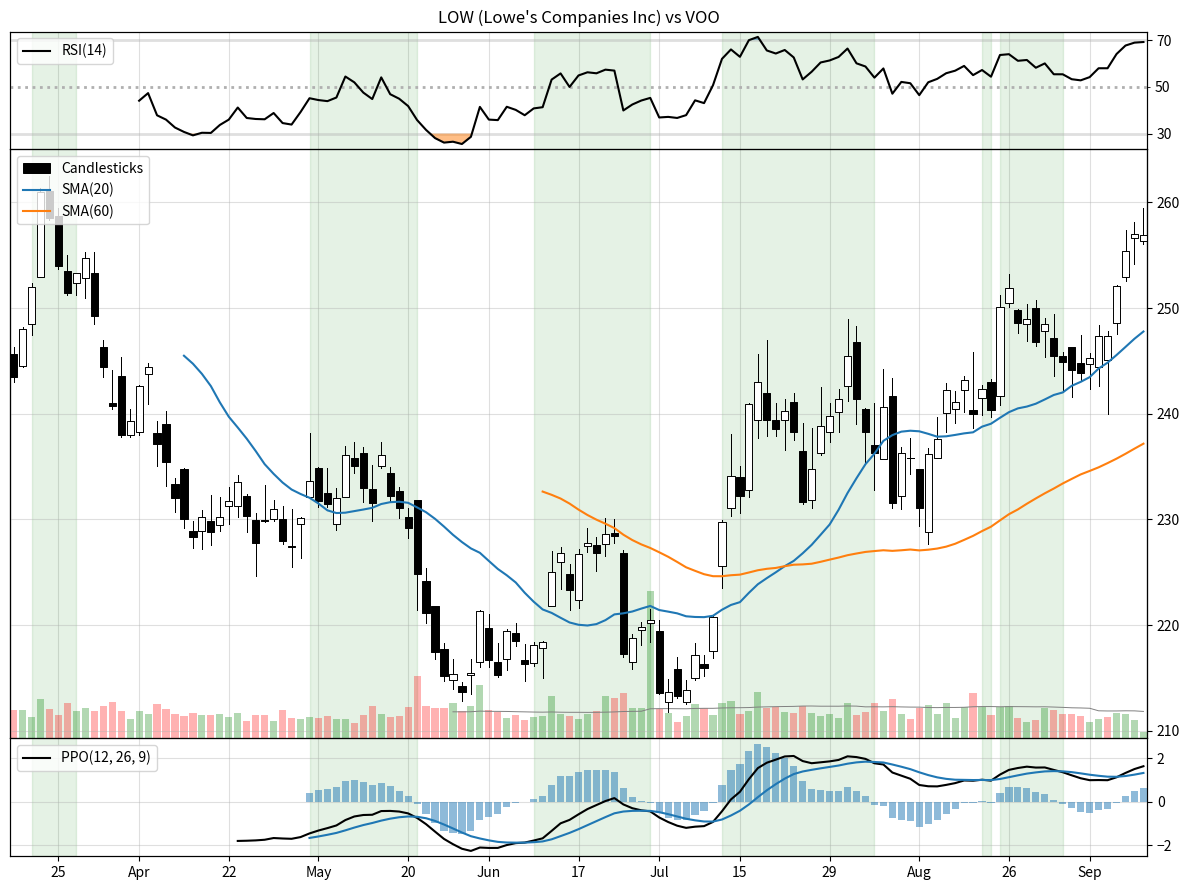 LOW (Lowe's Companies Inc) vs VOO
RSI(14)
70
50
30
Candlesticks
SMA(20)
SMA(60)
260
250
240
230
220
210
PPO(12, 26, 9)
2
0
−2
25 Apr 22 May 20 Jun 17 Jul 15 29 Aug 26 Sep